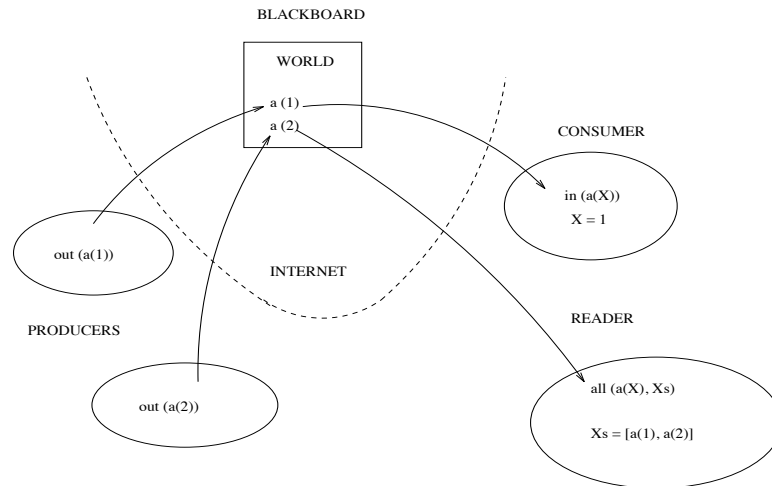 BLACKBOARD
WORLD
a (1)
a (2)
CONSUMER
in (a(X))
X = 1
out (a(1))
INTERNET
PRODUCERS
READER
out (a(2))
all (a(X), Xs)
Xs = [a(1), a(2)]